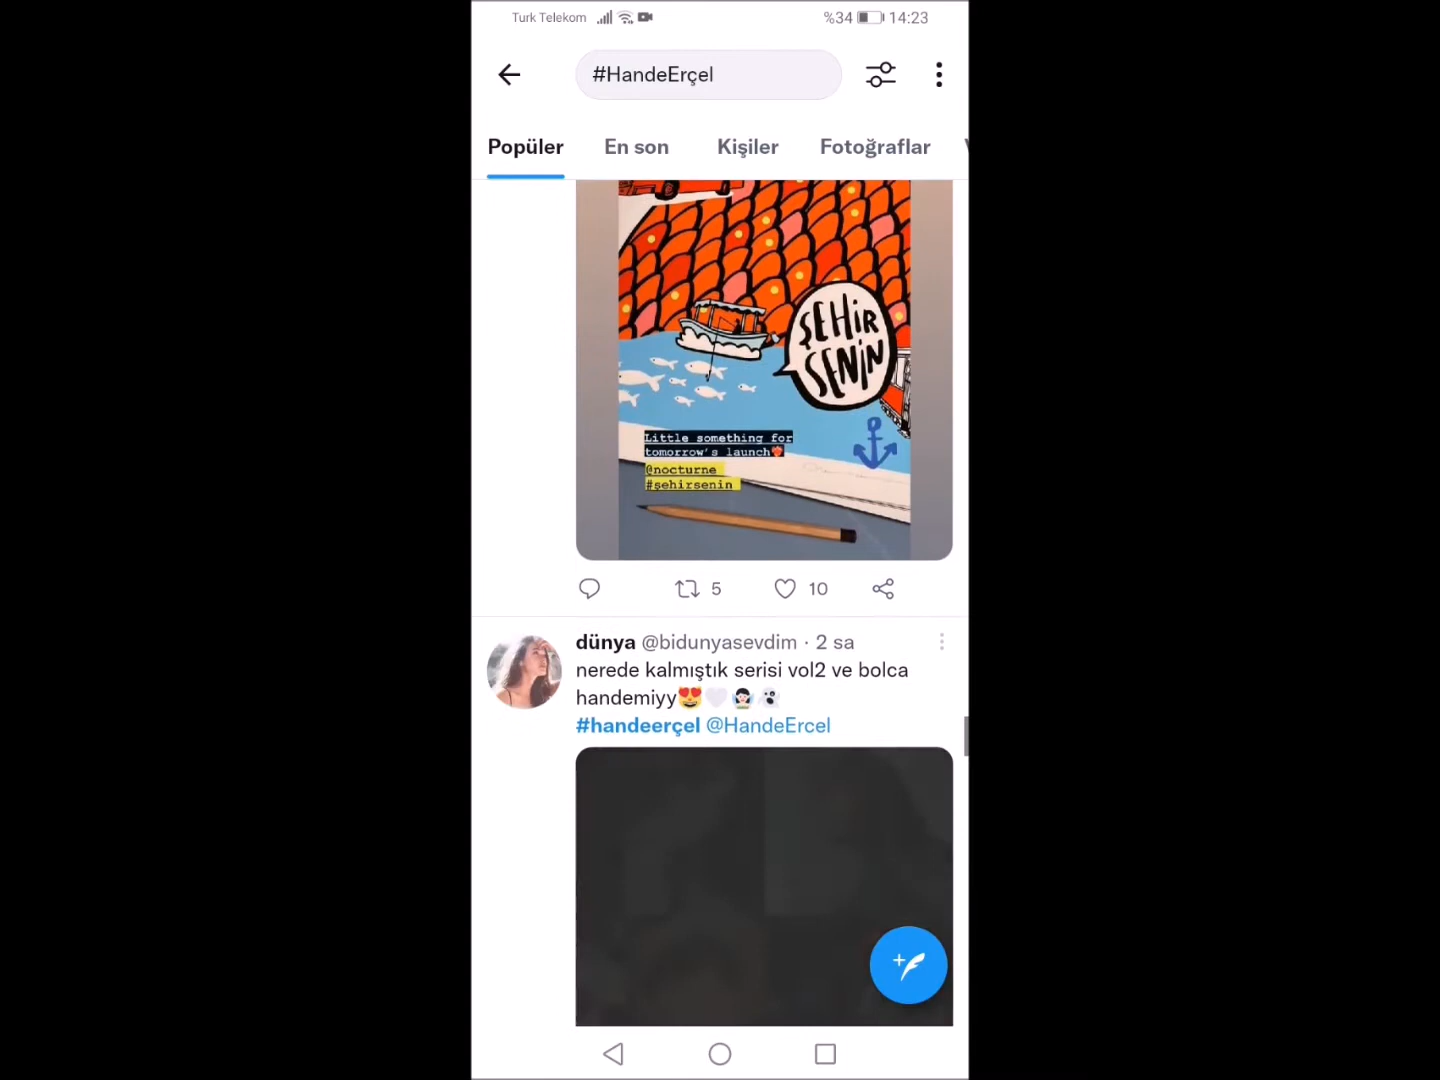 Turk Telekom
%34 14:23
#HandeErçel
Popüler En son Kişiler Fotoğraflar
ŞEHİR
SENİN
Little something for
tomorrow's launch
@nocturne
#sehirsenin
5 10
dünya @bidunyasevdim · 2 sa
nerede kalmıştık serisi vol2 ve bolca
handemiyy😻🤍🧛🏻‍♀️👻
#handeerçel @HandeErcel